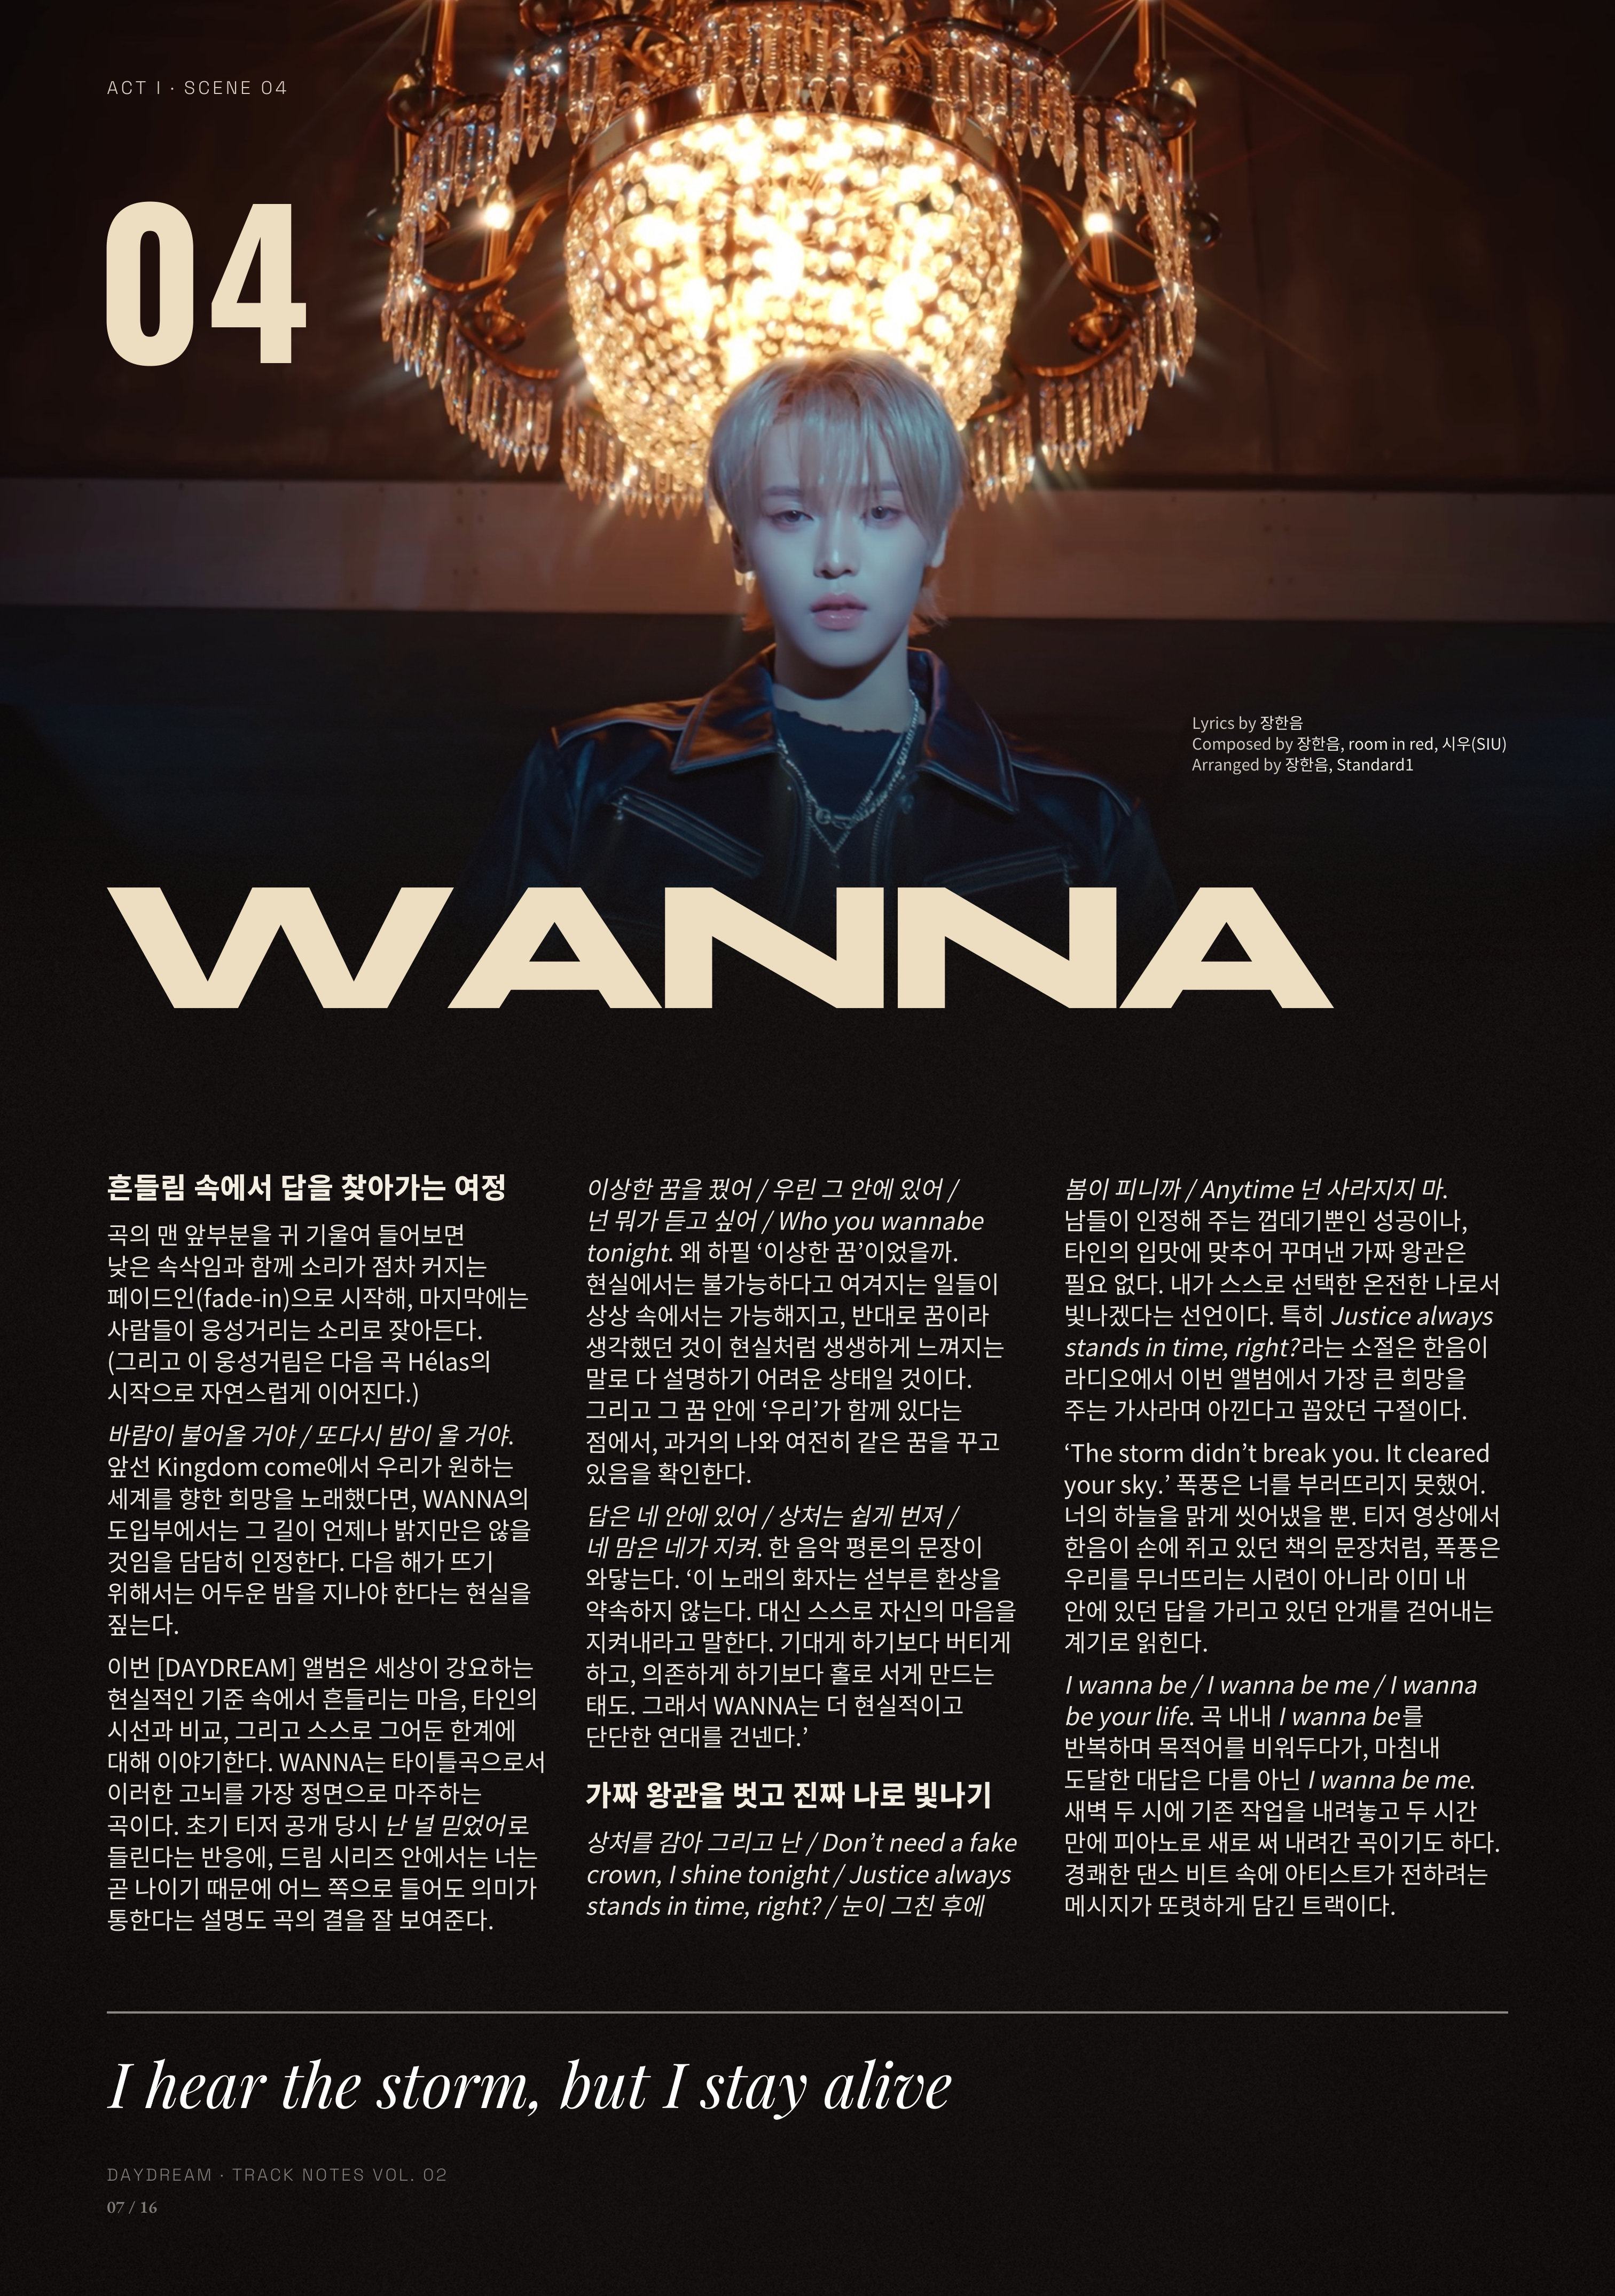 ACT I · SCENE 04
04
Lyrics by 장한음
Composed by 장한음, room in red, 시우(SIU)
Arranged by 장한음, Standard1
WANNA
흔들림 속에서 답을 찾아가는 여정
곡의 맨 앞부분을 귀 기울여 들어보면
낮은 속삭임과 함께 소리가 점차 커지는
페이드인(fade-in)으로 시작해, 마지막에는
사람들이 웅성거리는 소리로 잦아든다.
(그리고 이 웅성거림은 다음 곡 Hélas의
시작으로 자연스럽게 이어진다.)
바람이 불어올 거야 / 또다시 밤이 올 거야.
앞선 Kingdom come에서 우리가 원하는
세계를 향한 희망을 노래했다면, WANNA의
도입부에서는 그 길이 언제나 밝지만은 않을
것임을 담담히 인정한다. 다음 해가 뜨기
위해서는 어두운 밤을 지나야 한다는 현실을
짚는다.
이번 [DAYDREAM] 앨범은 세상이 강요하는
현실적인 기준 속에서 흔들리는 마음, 타인의
시선과 비교, 그리고 스스로 그어둔 한계에
대해 이야기한다. WANNA는 타이틀곡으로서
이러한 고뇌를 가장 정면으로 마주하는
곡이다. 초기 티저 공개 당시 난 널 믿었어로
들린다는 반응에, 드림 시리즈 안에서는 너는
곧 나이기 때문에 어느 쪽으로 들어도 의미가
통한다는 설명도 곡의 결을 잘 보여준다.
이상한 꿈을 꿨어 / 우린 그 안에 있어 /
넌 뭐가 듣고 싶어 / Who you wannabe
tonight. 왜 하필 ‘이상한 꿈’이었을까.
현실에서는 불가능하다고 여겨지는 일들이
상상 속에서는 가능해지고, 반대로 꿈이라
생각했던 것이 현실처럼 생생하게 느껴지는
말로 다 설명하기 어려운 상태일 것이다.
그리고 그 꿈 안에 ‘우리’가 함께 있다는
점에서, 과거의 나와 여전히 같은 꿈을 꾸고
있음을 확인한다.
답은 네 안에 있어 / 상처는 쉽게 번져 /
네 맘은 네가 지켜. 한 음악 평론의 문장이
와닿는다. ‘이 노래의 화자는 섣부른 환상을
약속하지 않는다. 대신 스스로 자신의 마음을
지켜내라고 말한다. 기대게 하기보다 버티게
하고, 의존하게 하기보다 홀로 서게 만드는
태도. 그래서 WANNA는 더 현실적이고
단단한 연대를 건넨다.’
가짜 왕관을 벗고 진짜 나로 빛나기
상처를 감아 그리고 난 / Don’t need a fake
crown, I shine tonight / Justice always
stands in time, right? / 눈이 그친 후에
봄이 피니까 / Anytime 넌 사라지지 마.
남들이 인정해 주는 껍데기뿐인 성공이나,
타인의 입맛에 맞추어 꾸며낸 가짜 왕관은
필요 없다. 내가 스스로 선택한 온전한 나로서
빛나겠다는 선언이다. 특히 Justice always
stands in time, right?라는 소절은 한음이
라디오에서 이번 앨범에서 가장 큰 희망을
주는 가사라며 아낀다고 꼽았던 구절이다.
‘The storm didn’t break you. It cleared
your sky.’ 폭풍은 너를 부러뜨리지 못했어.
너의 하늘을 맑게 씻어냈을 뿐. 티저 영상에서
한음이 손에 쥐고 있던 책의 문장처럼, 폭풍은
우리를 무너뜨리는 시련이 아니라 이미 내
안에 있던 답을 가리고 있던 안개를 걷어내는
계기로 읽힌다.
I wanna be / I wanna be me / I wanna
be your life. 곡 내내 I wanna be를
반복하며 목적어를 비워두다가, 마침내
도달한 대답은 다름 아닌 I wanna be me.
새벽 두 시에 기존 작업을 내려놓고 두 시간
만에 피아노로 새로 써 내려간 곡이기도 하다.
경쾌한 댄스 비트 속에 아티스트가 전하려는
메시지가 또렷하게 담긴 트랙이다.
I hear the storm, but I stay alive
DAYDREAM · TRACK NOTES VOL. 02
07 / 16